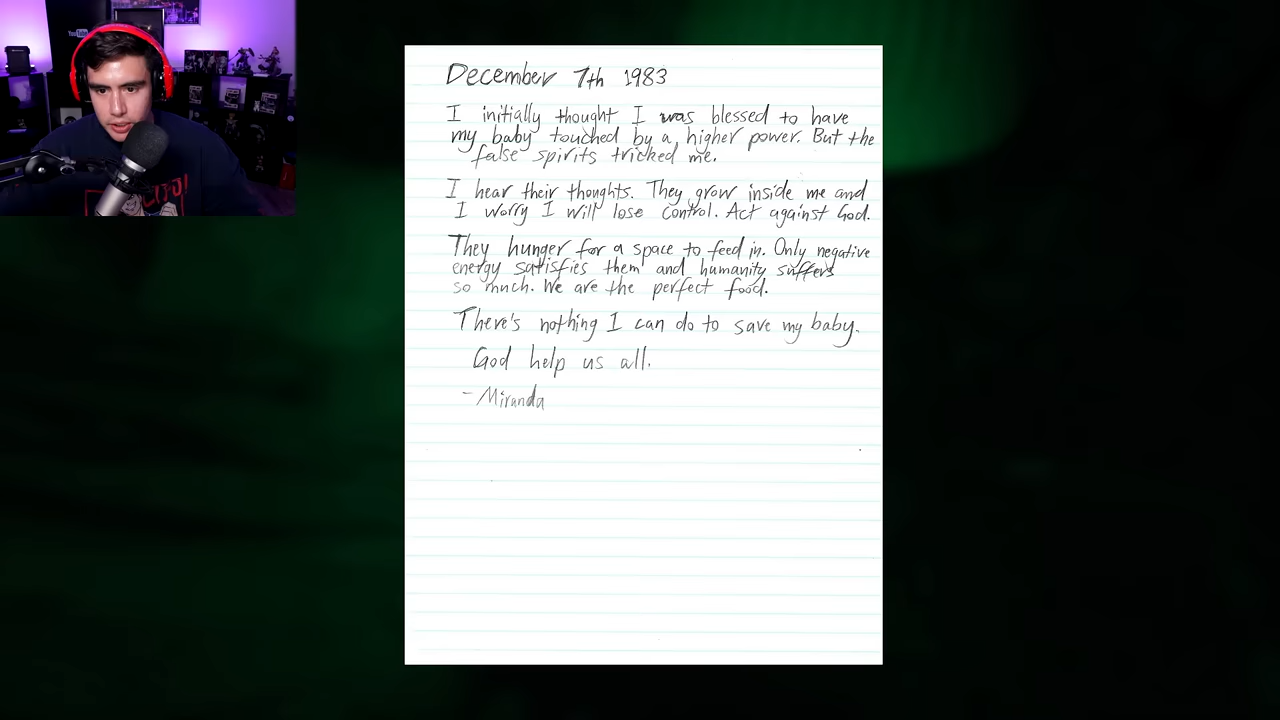 YouTube
December 7th 1983
I initially thought I was blessed to have
my baby touched by a higher power. But the
false spirits tricked me.
I hear their thoughts. They grow inside me and
I worry I will lose control. Act against God.
They hunger for a space to feed in. Only negative
energy satisfies them and humanity suffers
so much. We are the perfect food.
There's nothing I can do to save my baby.
God help us all.
- Miranda